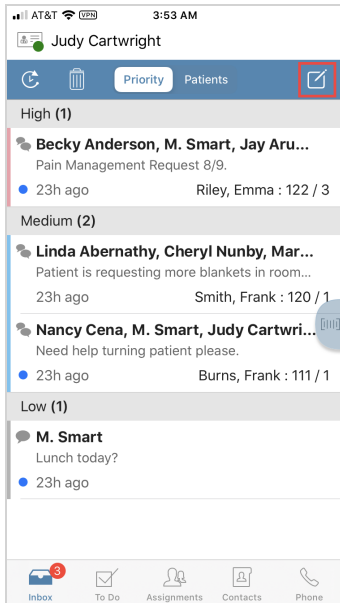 AT&T VPN 3:53 AM
Judy Cartwright
Priority Patients
High (1)
Becky Anderson, M. Smart, Jay Aru...
Pain Management Request 8/9.
23h ago Riley, Emma : 122 / 3
Medium (2)
Linda Abernathy, Cheryl Nunby, Mar...
Patient is requesting more blankets in room...
23h ago Smith, Frank : 120 / 1
Nancy Cena, M. Smart, Judy Cartwri...
Need help turning patient please.
23h ago Burns, Frank : 111 / 1
Low (1)
M. Smart
Lunch today?
23h ago
3
Inbox To Do Assignments Contacts Phone